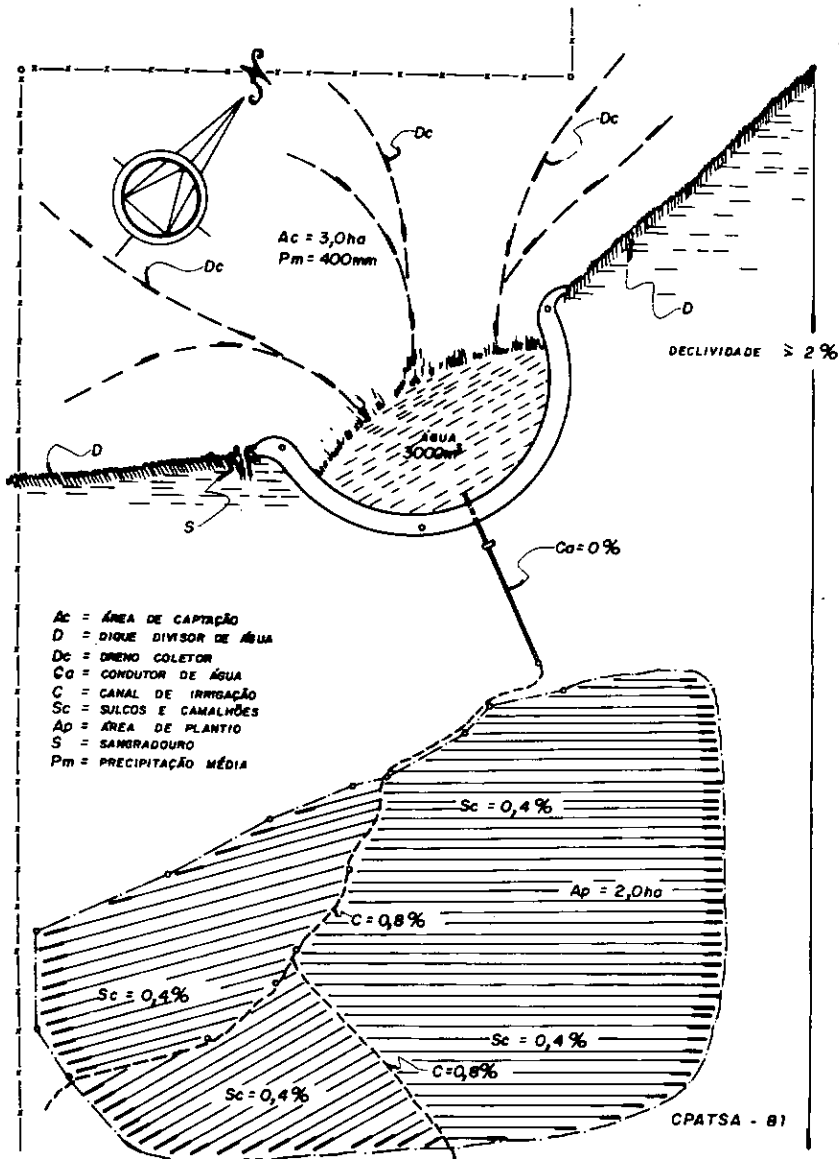 Dc
Dc
Ac = 3,0ha
Pm = 400mm
Dc
D
DECLIVIDADE ≥ 2%
ÁGUA
3000m³
D
S
Ca = 0%
Ac = ÁREA DE CAPTAÇÃO
D = DIQUE DIVISOR DE ÁGUA
Dc = DRENO COLETOR
Ca = CONDUTOR DE ÁGUA
C = CANAL DE IRRIGAÇÃO
Sc = SULCOS E CAMALHÕES
Ap = ÁREA DE PLANTIO
S = SANGRADOURO
Pm = PRECIPITAÇÃO MÉDIA
Sc = 0,4%
Ap = 2,0ha
C = 0,8%
Sc = 0,4%
Sc = 0,4%
C = 0,8%
Sc = 0,4%
CPATSA - 81